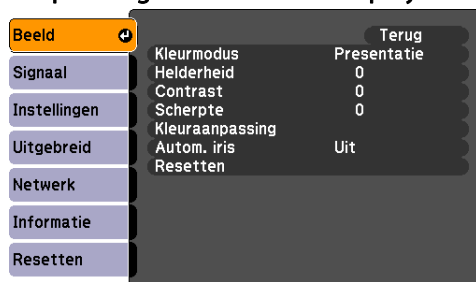 Beeld
Signaal
Instellingen
Uitgebreid
Netwerk
Informatie
Resetten
Terug
Kleurmodus Presentatie
Helderheid 0
Contrast 0
Scherpte 0
Kleuraanpassing
Autom. iris Uit
Resetten